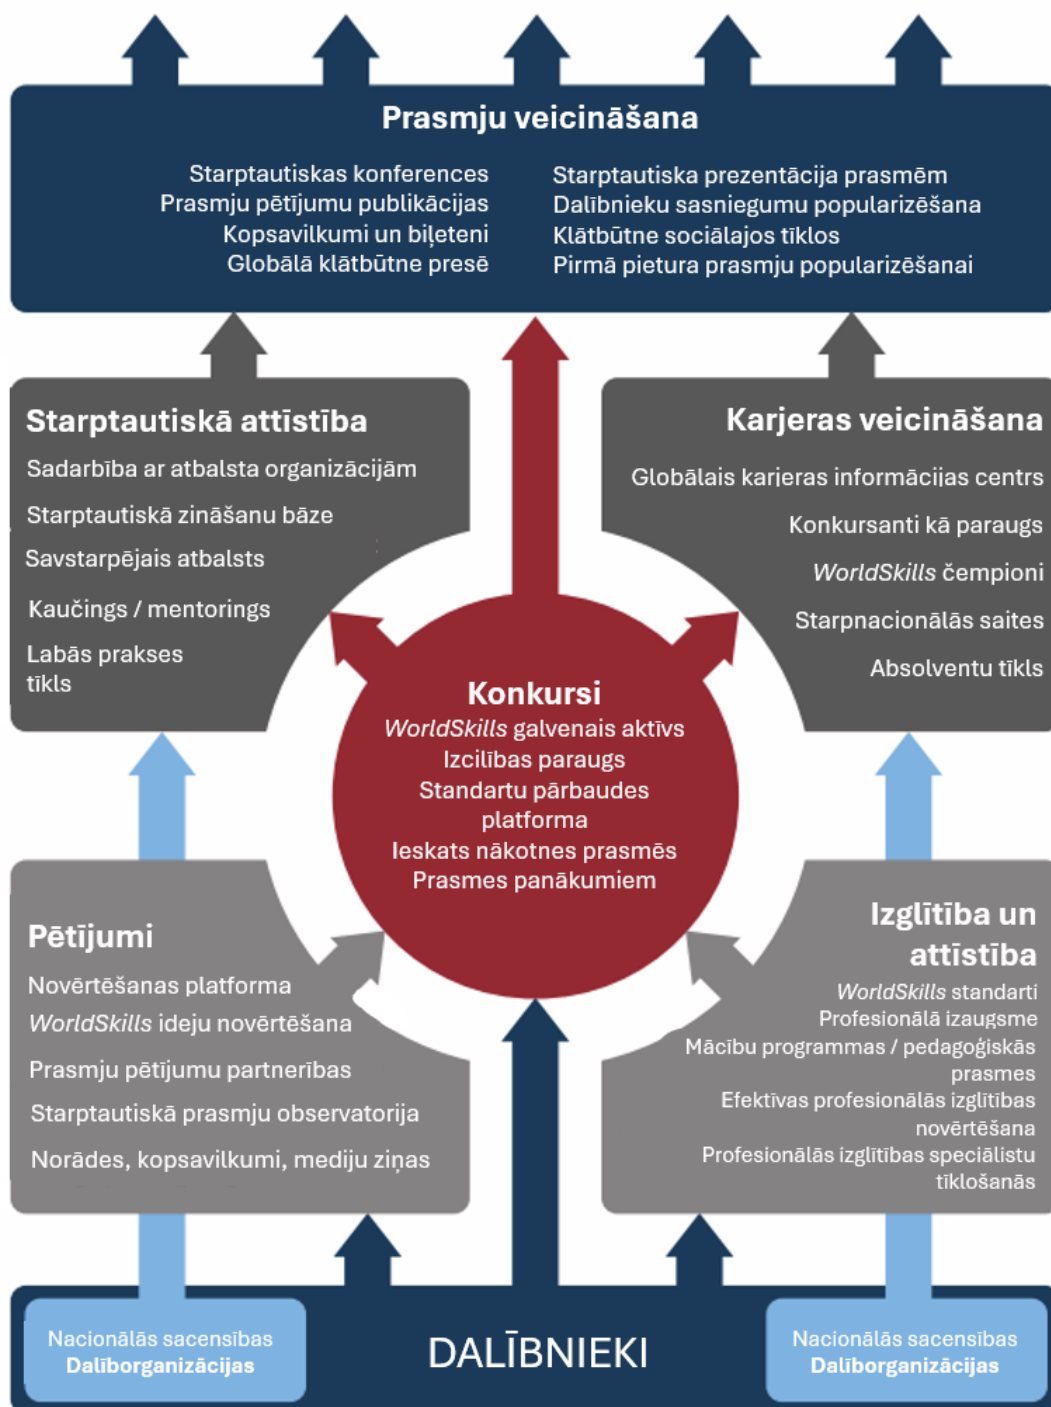 Prasmju veicināšana
Starptautiskas konferences
Prasmju pētījumu publikācijas
Kopsavilkumi un biļeteni
Globālā klātbūtne presē
Starptautiska prezentācija prasmēm
Dalībnieku sasniegumu popularizēšana
Klātbūtne sociālajos tīklos
Pirmā pietura prasmju popularizēšanai
Starptautiskā attīstība
Sadarbība ar atbalsta organizācijām
Starptautiskā zināšanu bāze
Savstarpējais atbalsts
Kaučings / mentorings
Labās prakses
tīkls
Karjeras veicināšana
Globālais karjeras informācijas centrs
Konkursanti kā paraugs
WorldSkills čempioni
Starpnacionālās saites
Absolventu tīkls
Konkursi
WorldSkills galvenais aktīvs
Izcilības paraugs
Standartu pārbaudes
platforma
Ieskats nākotnes prasmēs
Prasmes panākumiem
Pētījumi
Novērtēšanas platforma
WorldSkills ideju novērtēšana
Prasmju pētījumu partnerības
Starptautiskā prasmju observatorija
Norādes, kopsavilkumi, mediju ziņas
Izglītība un
attīstība
WorldSkills standarti
Profesionālā izaugsme
Mācību programmas / pedagoģiskās
prasmes
Efektīvas profesionālās izglītības
novērtēšana
Profesionālās izglītības speciālistu
tīklošanās
Nacionālās sacensības
Dalīborganizācijas
DALĪBNIEKI
Nacionālās sacensības
Dalīborganizācijas